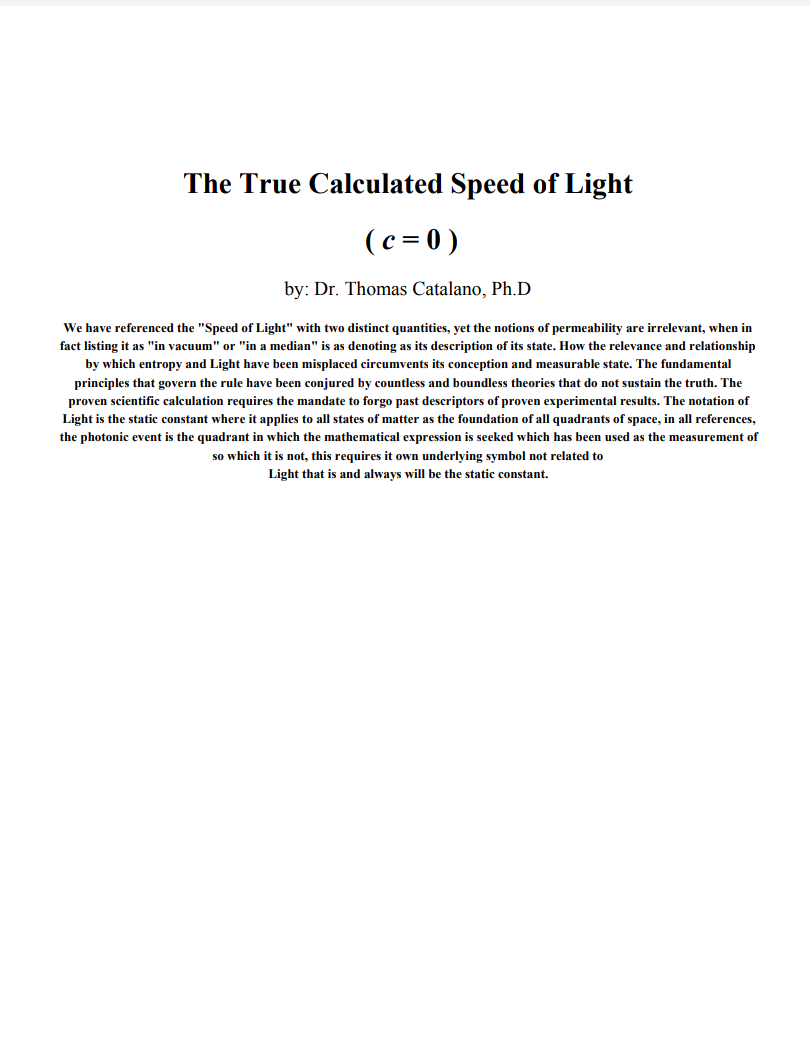 The True Calculated Speed of Light
( c = 0 )
by: Dr. Thomas Catalano, Ph.D
We have referenced the "Speed of Light" with two distinct quantities, yet the notions of permeability are irrelevant, when in
fact listing it as "in vacuum" or "in a median" is as denoting as its description of its state. How the relevance and relationship
by which entropy and Light have been misplaced circumvents its conception and measurable state. The fundamental
principles that govern the rule have been conjured by countless and boundless theories that do not sustain the truth. The
proven scientific calculation requires the mandate to forgo past descriptors of proven experimental results. The notation of
Light is the static constant where it applies to all states of matter as the foundation of all quadrants of space, in all references,
the photonic event is the quadrant in which the mathematical expression is seeked which has been used as the measurement of
so which it is not, this requires it own underlying symbol not related to
Light that is and always will be the static constant.